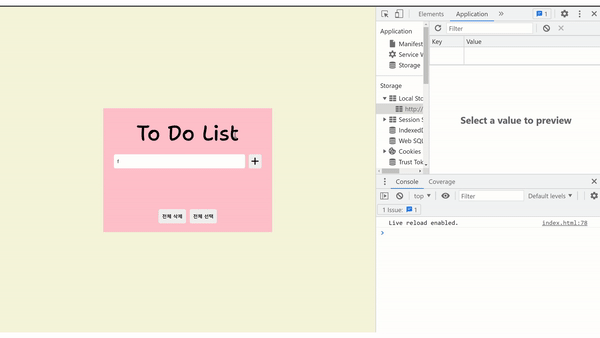 Elements
Application
»
1
Application
Filter
Key
Value
Manifest
Service W
Storage
Storage
Local Sto
http://
Session S
IndexedD
Web SQL
Cookies
Trust Tok
Select a value to preview
To Do List
+
전체 삭제
전체 선택
Console
Coverage
top
Filter
Default levels
1 Issue:
1
Live reload enabled.
index.html:78